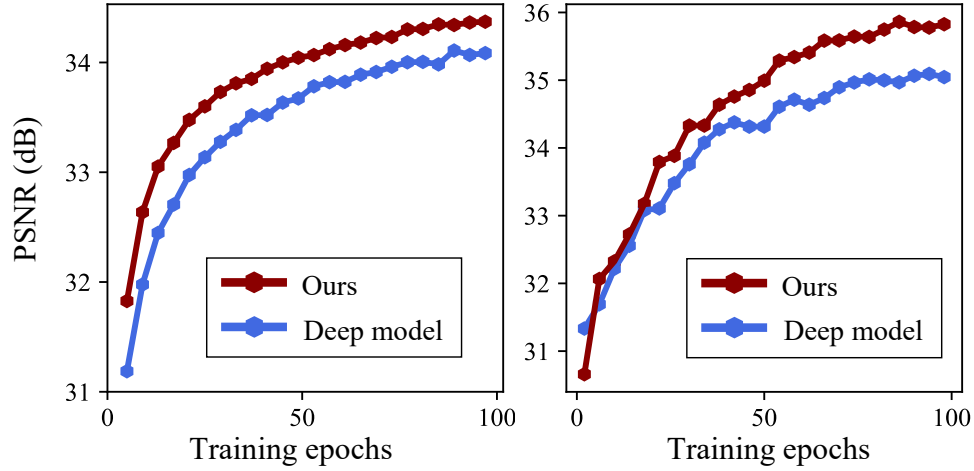 PSNR (dB)
34
33
32
31
0
50
100
Training epochs
Ours
Deep model
36
35
34
33
32
31
0
50
100
Training epochs
Ours
Deep model